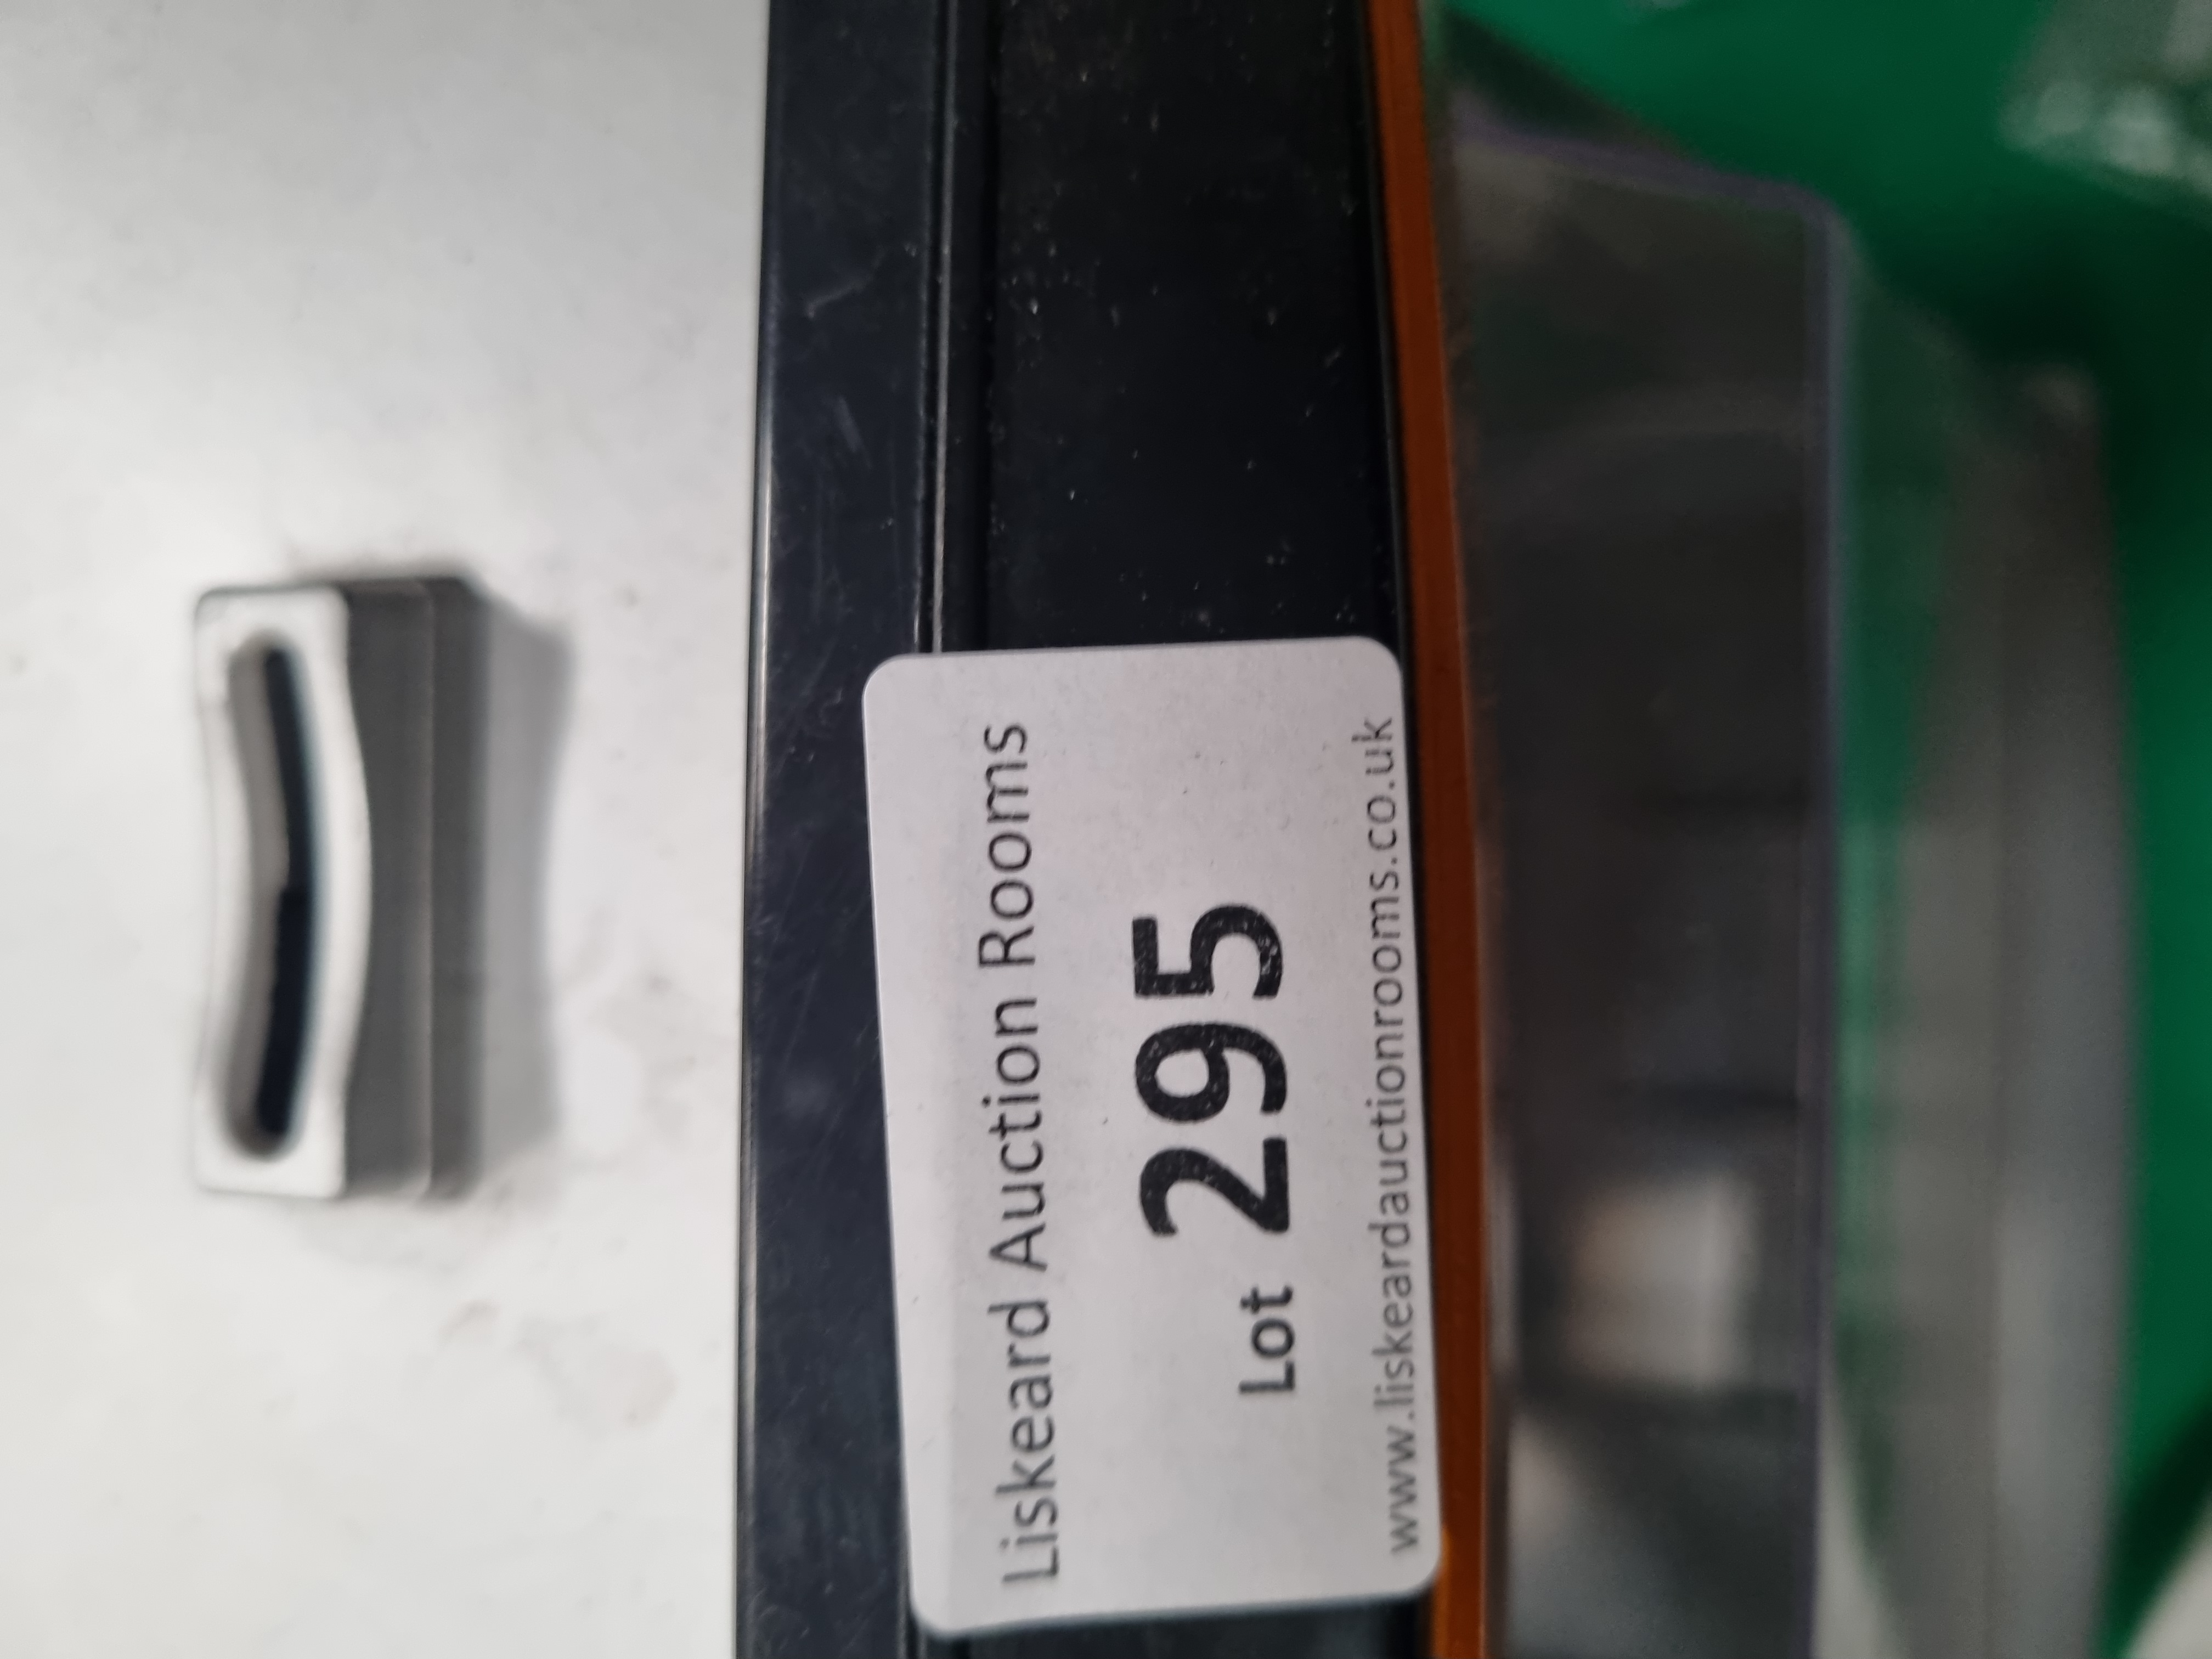 Liskeard Auction Rooms
Lot 295
www.liskeardauctionrooms.co.uk